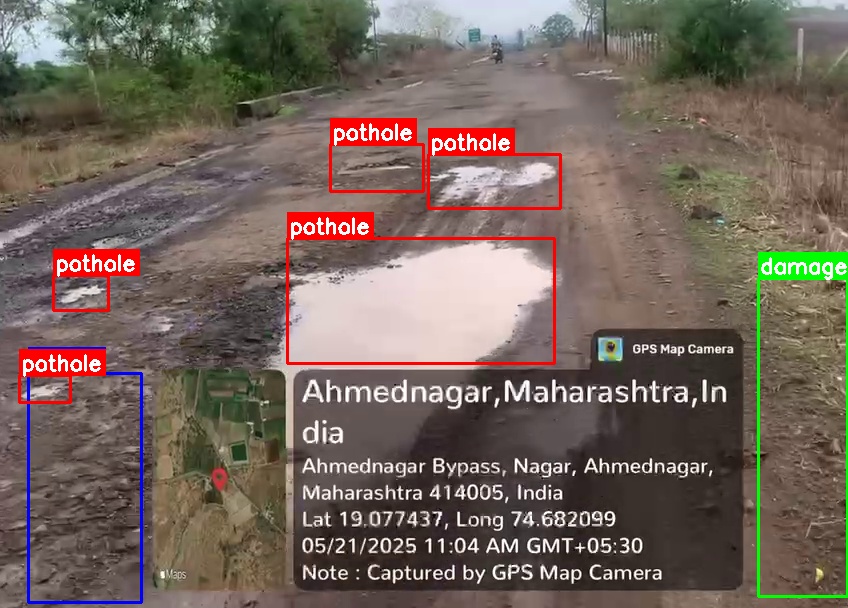 pothole
pothole
pothole
pothole
damage
pothole
GPS Map Camera
Ahmednagar,Maharashtra,In
dia
Ahmednagar Bypass, Nagar, Ahmednagar,
Maharashtra 414005, India
Lat 19.077437, Long 74.682099
05/21/2025 11:04 AM GMT+05:30
Note : Captured by GPS Map Camera
Maps